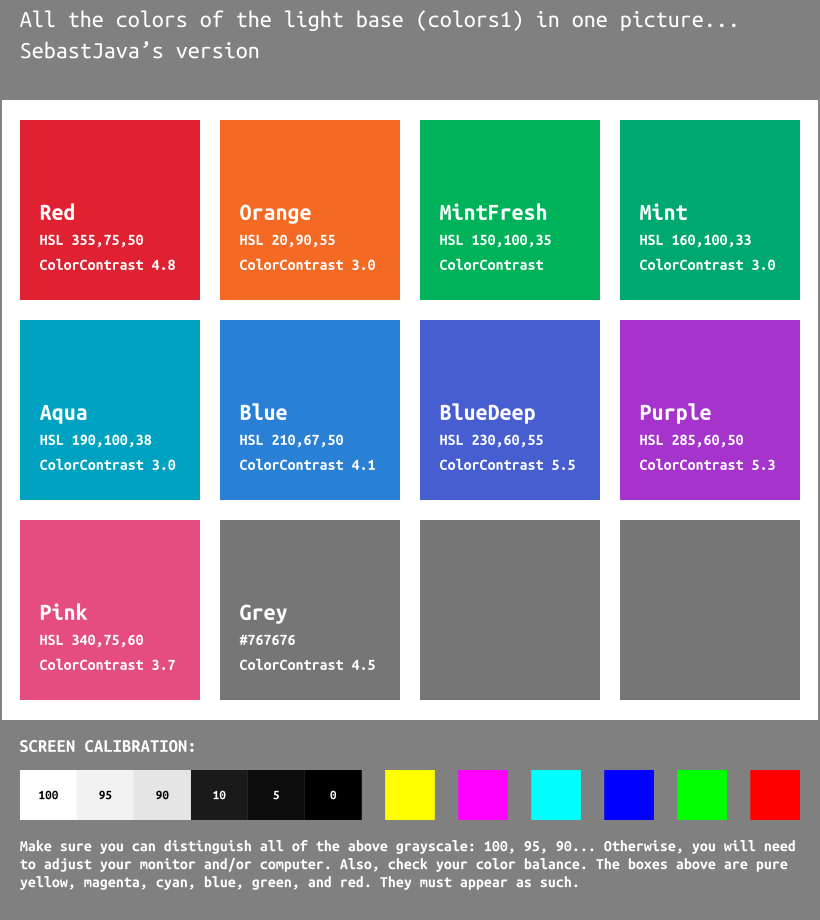 All the colors of the light base (colors1) in one picture...
SebastJava’s version
Red
HSL 355,75,50
ColorContrast 4.8
Orange
HSL 20,90,55
ColorContrast 3.0
MintFresh
HSL 150,100,35
ColorContrast
Mint
HSL 160,100,33
ColorContrast 3.0
Aqua
HSL 190,100,38
ColorContrast 3.0
Blue
HSL 210,67,50
ColorContrast 4.1
BlueDeep
HSL 230,60,55
ColorContrast 5.5
Purple
HSL 285,60,50
ColorContrast 5.3
Pink
HSL 340,75,60
ColorContrast 3.7
Grey
#767676
ColorContrast 4.5
SCREEN CALIBRATION:
100 95 90 10 5 0
Make sure you can distinguish all of the above grayscale: 100, 95, 90... Otherwise, you will need
to adjust your monitor and/or computer. Also, check your color balance. The boxes above are pure
yellow, magenta, cyan, blue, green, and red. They must appear as such.